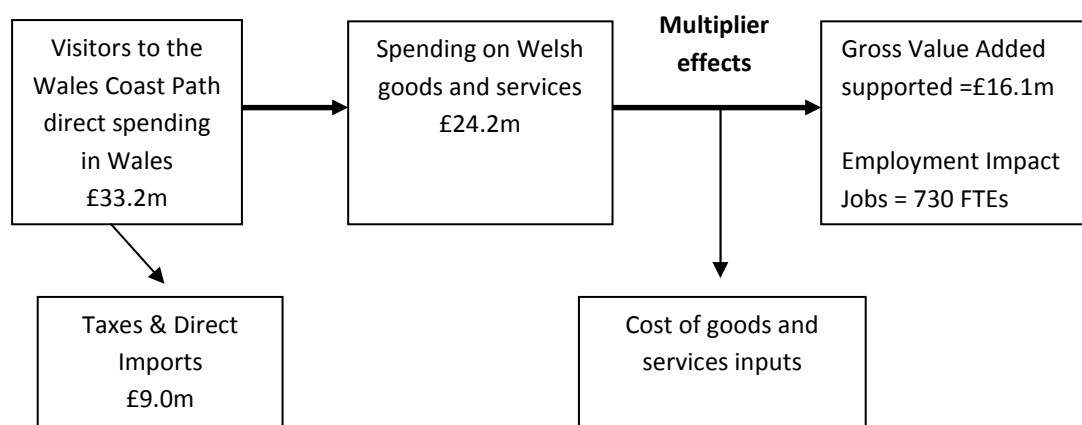 Visitors to the
Wales Coast Path
direct spending
in Wales
£33.2m
Spending on Welsh
goods and services
£24.2m
Multiplier
effects
Gross Value Added
supported =£16.1m
Employment Impact
Jobs = 730 FTEs
Taxes & Direct
Imports
£9.0m
Cost of goods and
services inputs